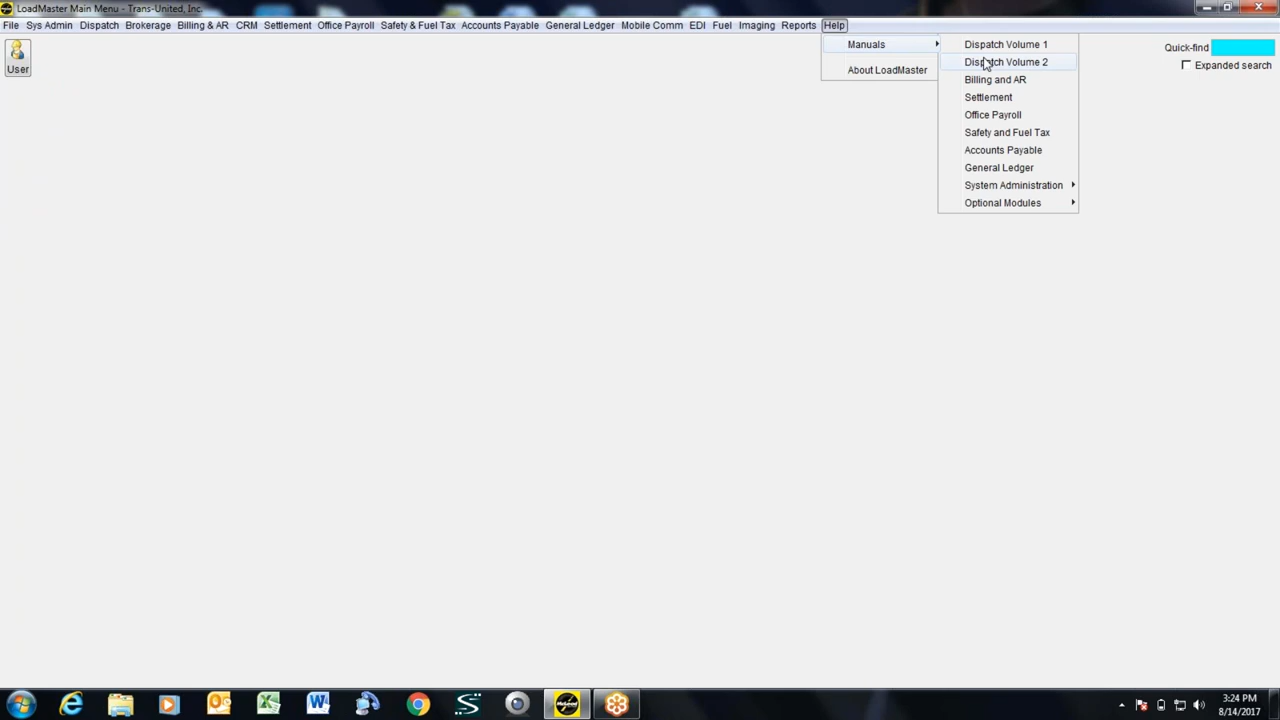 LoadMaster Main Menu - Trans-United, Inc.
File Sys Admin Dispatch Brokerage Billing & AR CRM Settlement Office Payroll Safety & Fuel Tax Accounts Payable General Ledger Mobile Comm EDI Fuel Imaging Reports Help
User
Manuals
About LoadMaster
Dispatch Volume 1
Dispatch Volume 2
Billing and AR
Settlement
Office Payroll
Safety and Fuel Tax
Accounts Payable
General Ledger
System Administration
Optional Modules
Quick-find
Expanded search
McLeod
3:24 PM
8/14/2017